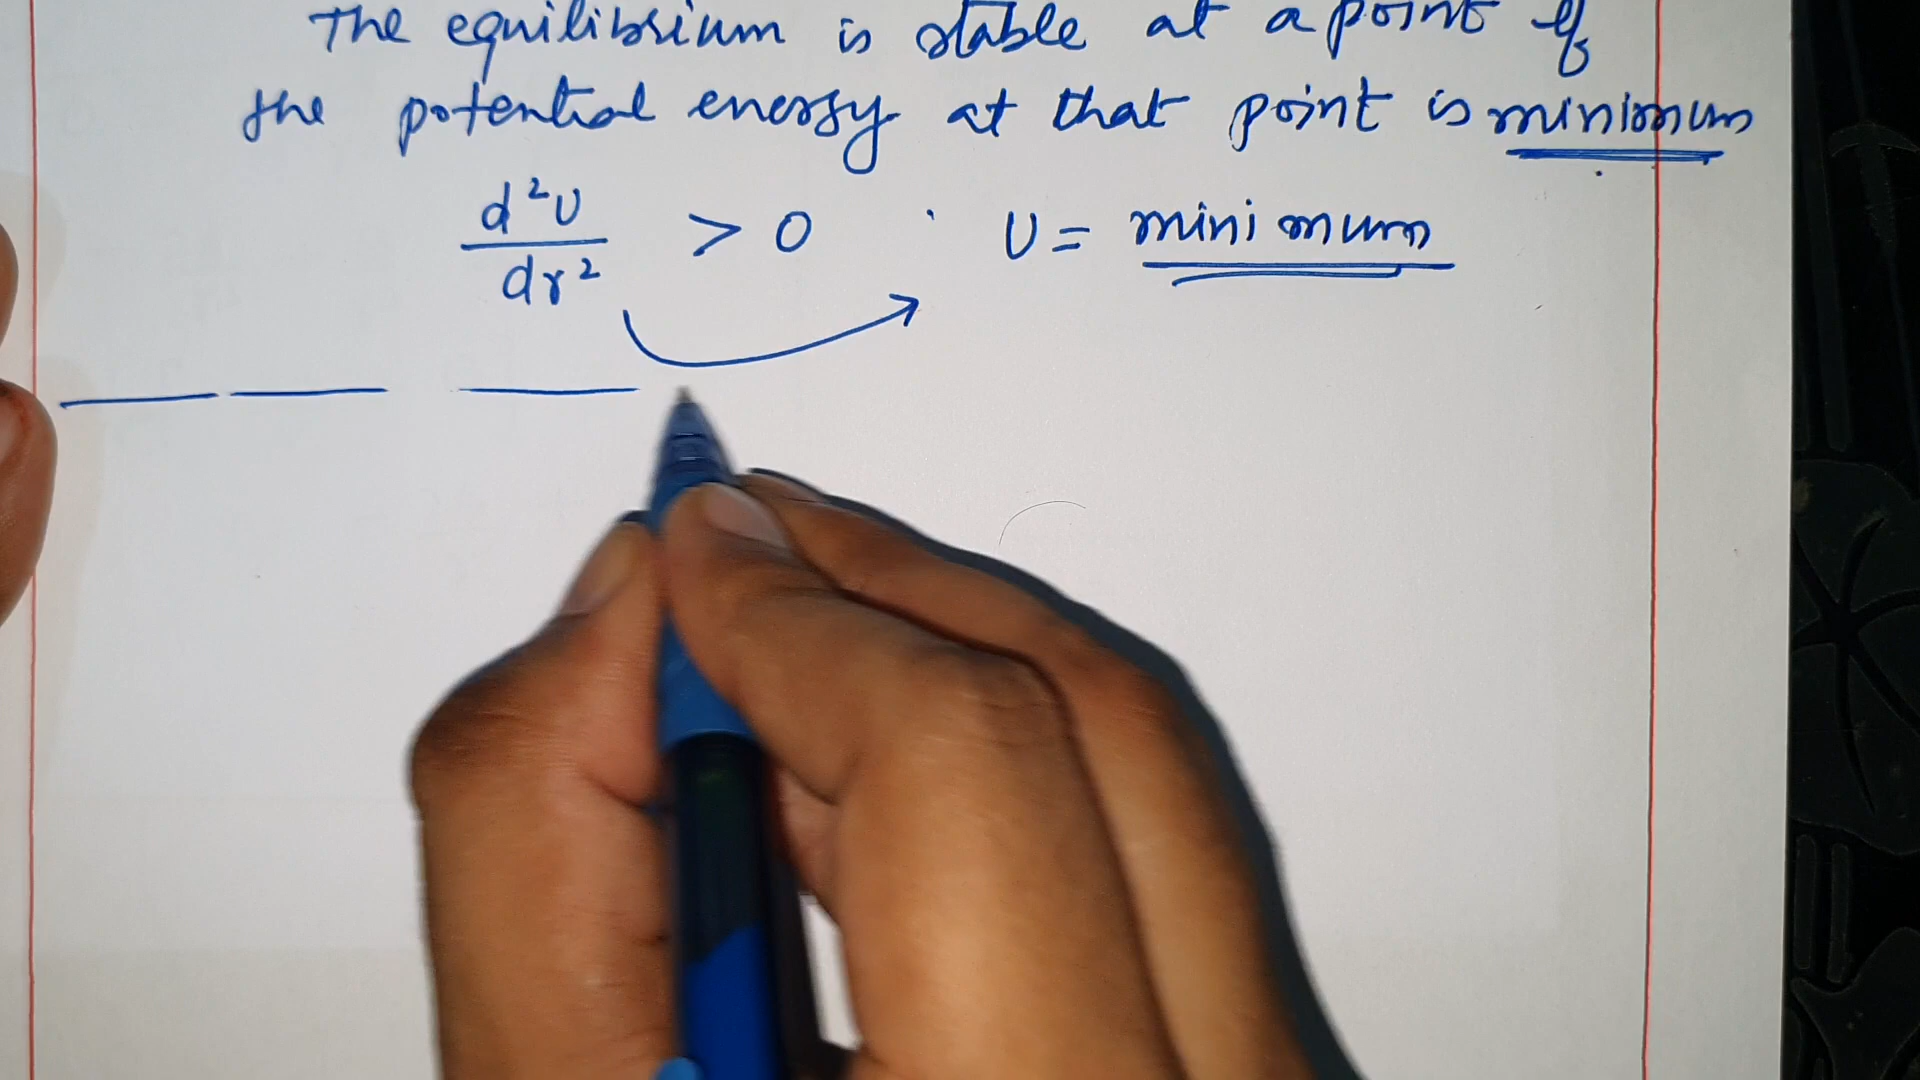 The equilibrium is stable at a point if
the potential energy at that point is minimum
d²U/dr² > 0 U = minimum